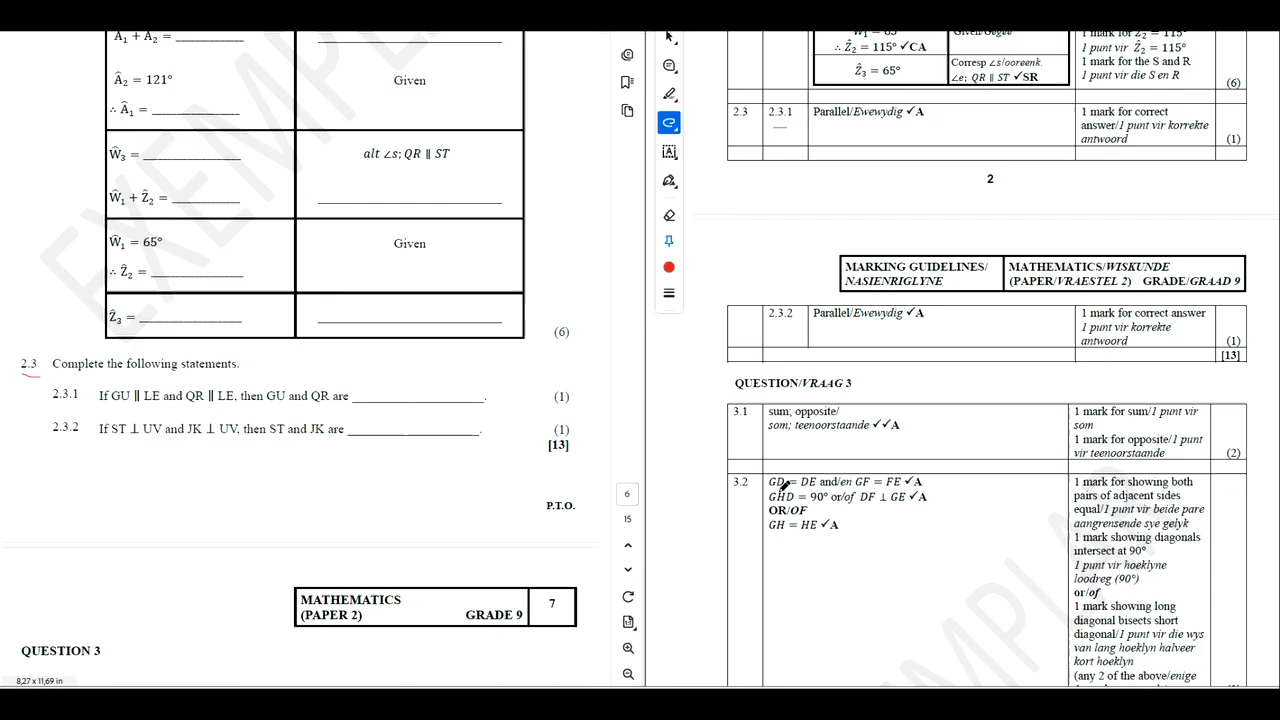 Â₁ + Â₂ = ___________ ______________________________
Â₂ = 121° Given
∴ Â₁ = ______________
Ŵ₃ = ________________ alt ∠s; QR ∥ ST
Ŵ₁ + Ẑ₂ = ___________ ______________________________
Ŵ₁ = 65° Given
∴ Ẑ₂ = _______________
Ẑ₃ = _________________ ______________________________
(6)
2.3 Complete the following statements.
2.3.1 If GU ∥ LE and QR ∥ LE, then GU and QR are ______________________. (1)
2.3.2 If ST ⊥ UV and JK ⊥ UV, then ST and JK are ______________________. (1)
[13]
P.T.O.
MATHEMATICS
(PAPER 2) GRADE 9
7
QUESTION 3
8,27 x 11,69 in
6
15
∴ Ẑ₂ = 115° ✓CA
Given/Gegee
Ẑ₃ = 65°
Corresp ∠s/ooreenk.
∠e; QR ∥ ST ✓SR
1 mark for Z₂ = 115°
1 punt vir Ẑ₂ = 115°
1 mark for the S and R
1 punt vir die S en R
(6)
2.3 2.3.1 Parallel/Ewewydig ✓A
1 mark for correct
answer/1 punt vir korrekte
antwoord
(1)
2
MARKING GUIDELINES/
NASIENRIGLYNE
MATHEMATICS/WISKUNDE
(PAPER/VRAESTEL 2) GRADE/GRAAD 9
2.3.2 Parallel/Ewewydig ✓A
1 mark for correct answer
1 punt vir korrekte
antwoord
(1)
[13]
QUESTION/VRAAG 3
3.1 sum; opposite/
som; teenoorstaande ✓✓A
1 mark for sum/1 punt vir
som
1 mark for opposite/1 punt
vir teenoorstaande
(2)
3.2 GD = DE and/en GF = FE ✓A
GĤD = 90° or/of DF ⊥ GE ✓A
OR/OF
GH = HE ✓A
1 mark for showing both
pairs of adjacent sides
equal/1 punt vir beide pare
aangrensende sye gelyk
1 mark showing diagonals
intersect at 90°
1 punt vir hoeklyne
loodreg (90°)
or/of
1 mark showing long
diagonal bisects short
diagonal/1 punt vir die wys
van lang hoeklyn halveer
kort hoeklyn
(any 2 of the above/enige